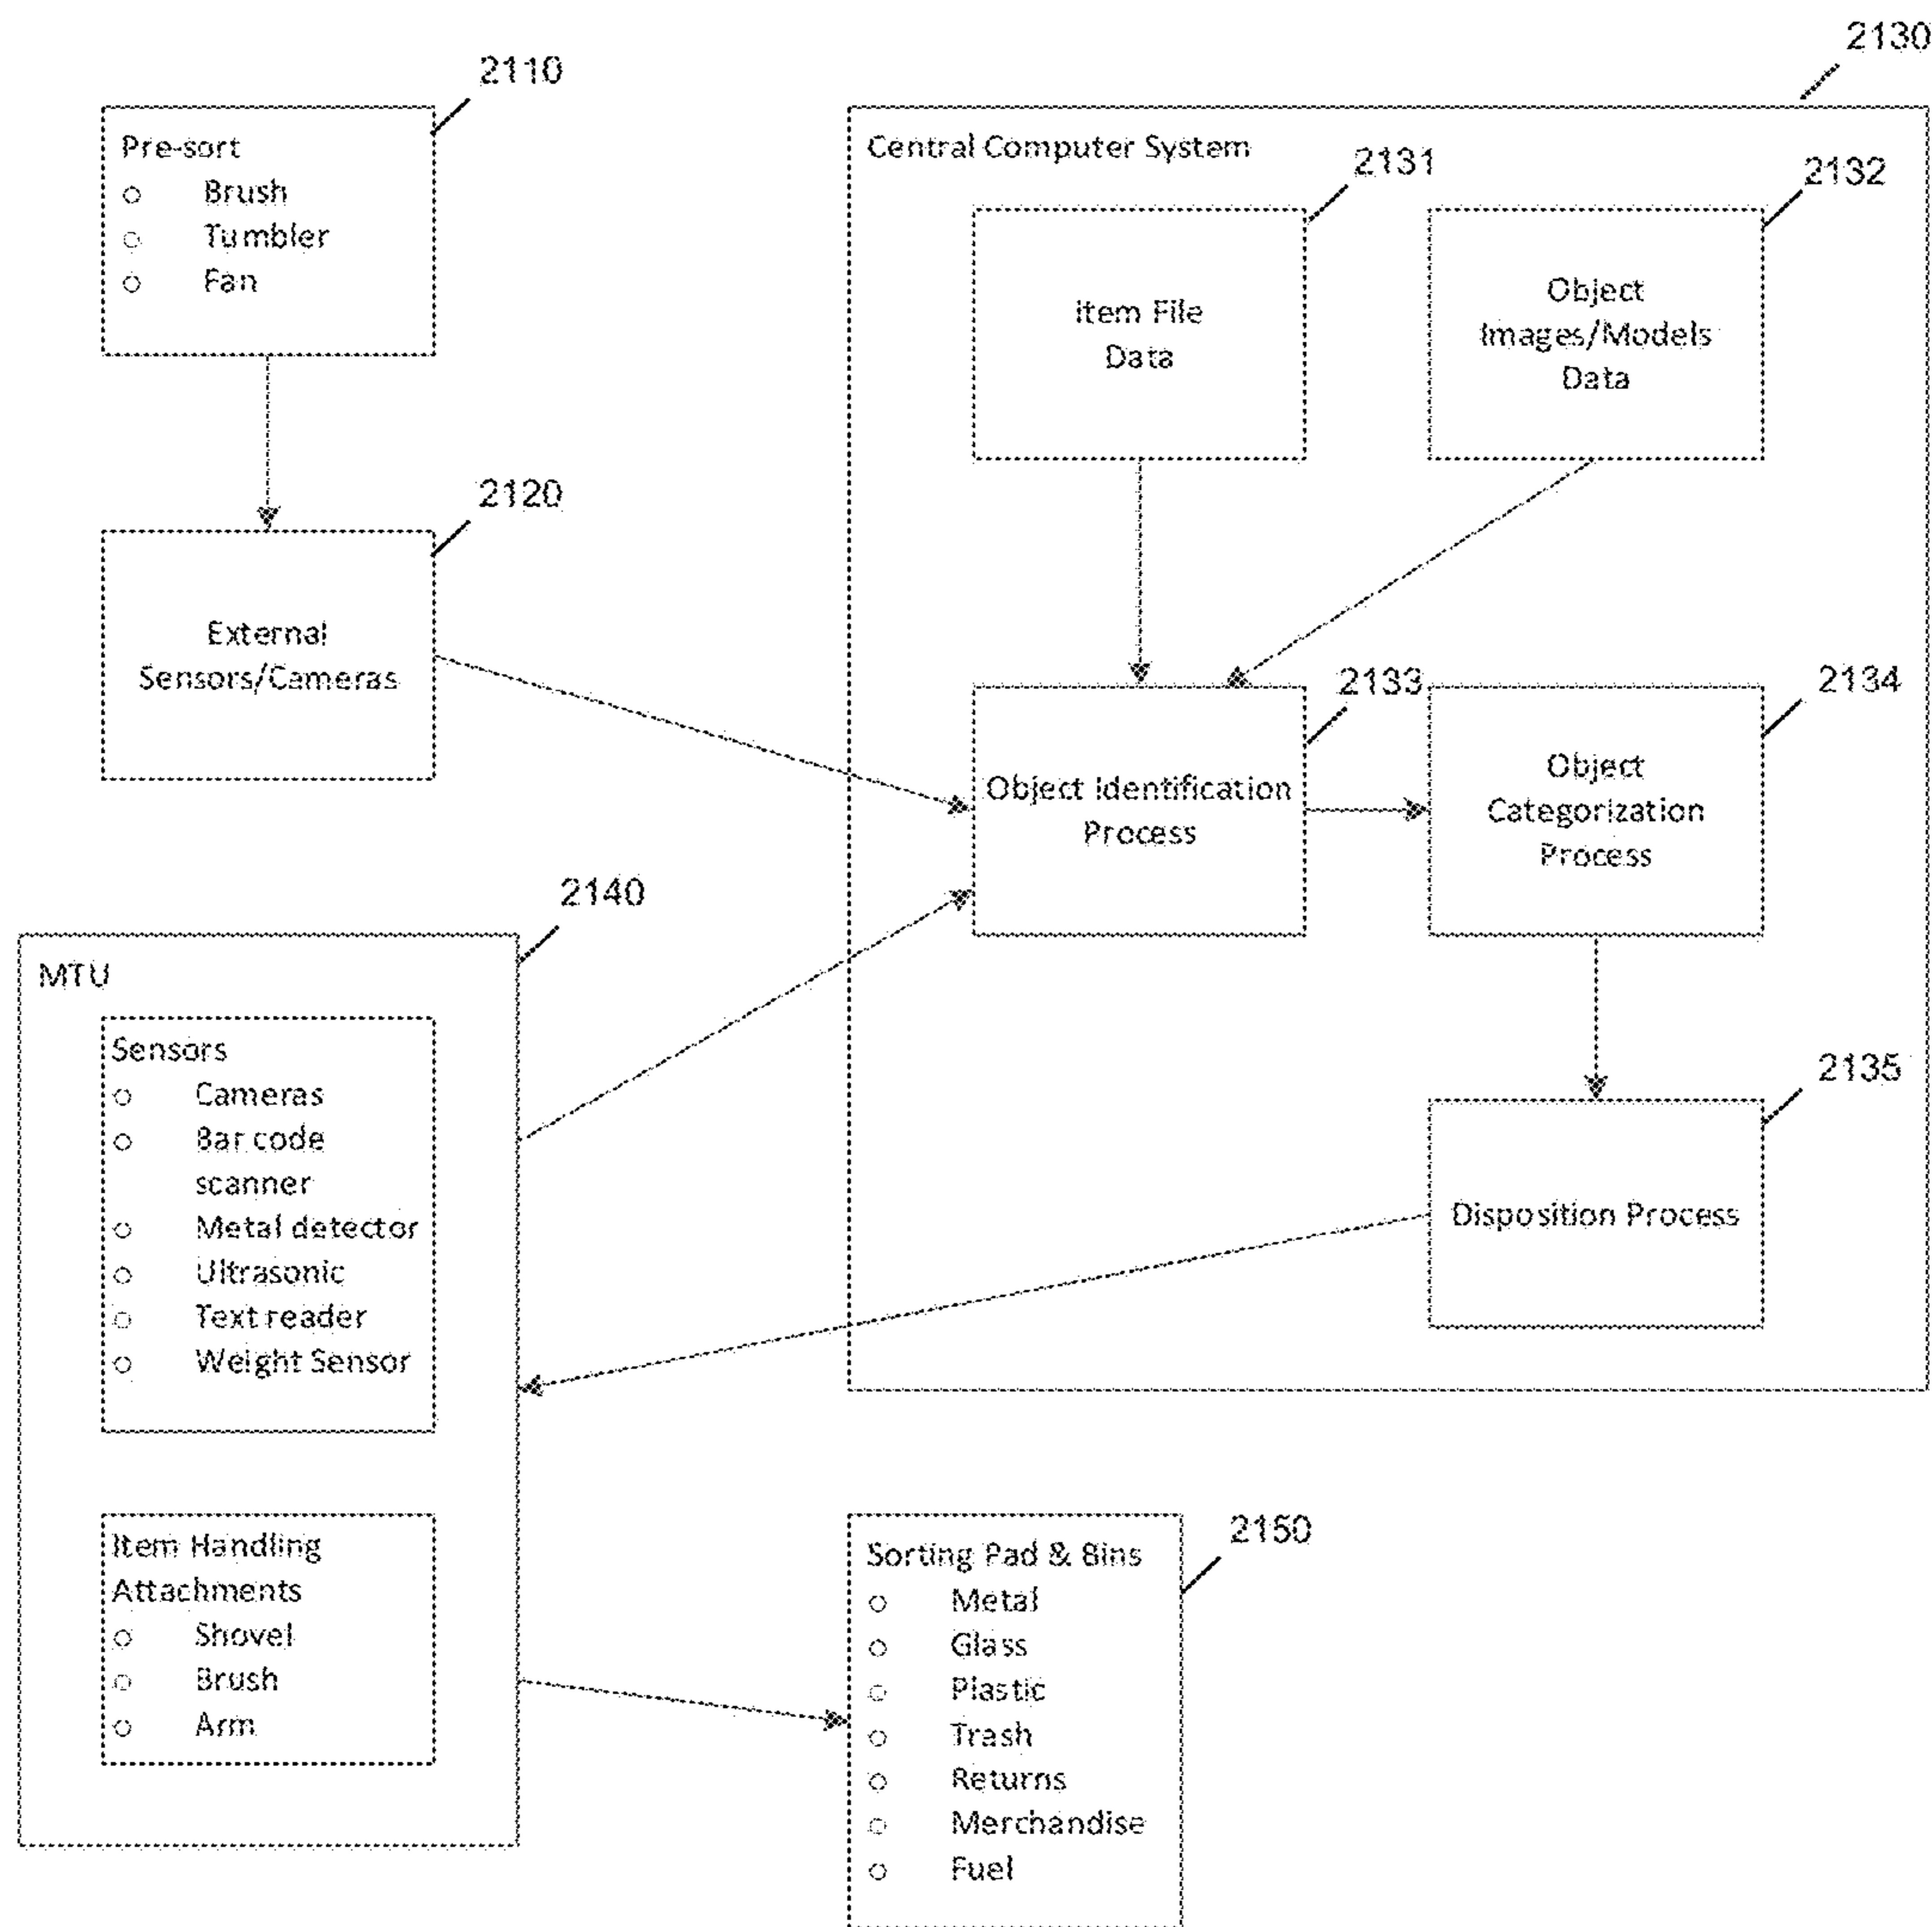 2130
2110
Pre-sort
○ Brush
○ Tumbler
○ Fan
Central Computer System
2131
2132
Item File
Data
Object
Images/Models
Data
2120
External
Sensors/Cameras
2133
Object Identification
Process
2134
Object
Categorization
Process
2140
MTU
Sensors
○ Cameras
○ Bar code
scanner
○ Metal detector
○ Ultrasonic
○ Text reader
○ Weight Sensor
2135
Disposition Process
Item Handling
Attachments
○ Shovel
○ Brush
○ Arm
2150
Sorting Pad & Bins
○ Metal
○ Glass
○ Plastic
○ Trash
○ Returns
○ Merchandise
○ Fuel